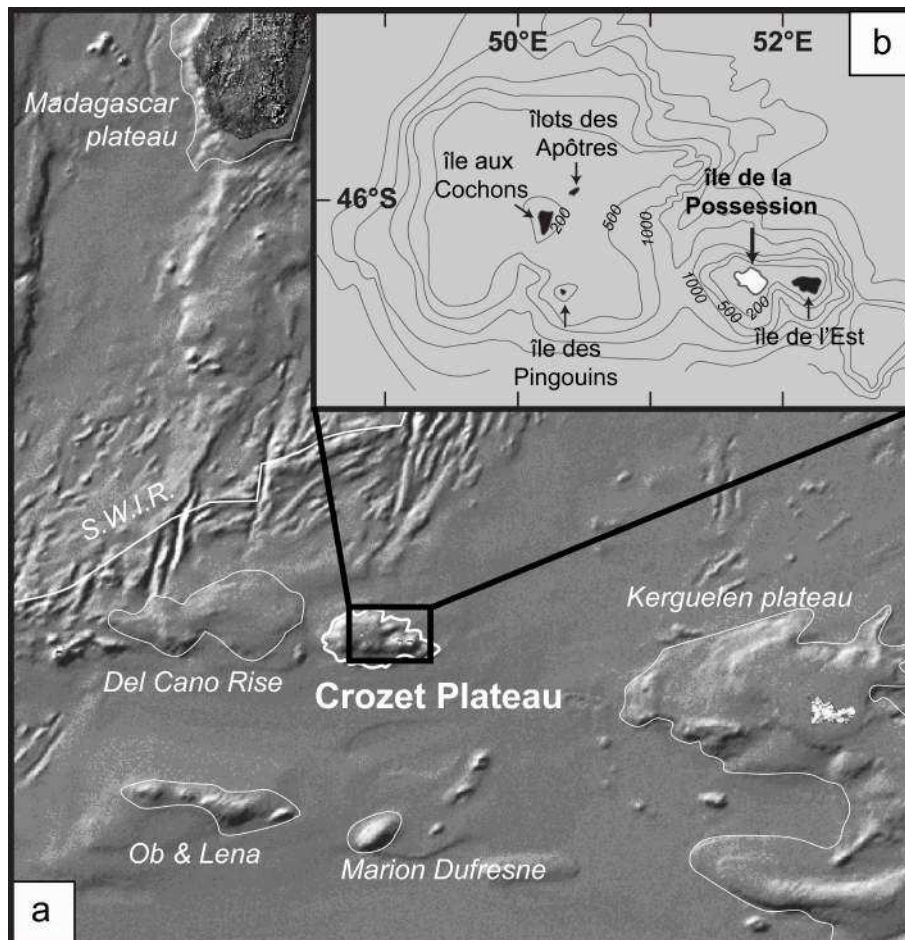 50°E
52°E
b
Madagascar
plateau
îlots des
Apôtres
île aux
Cochons
île de la
Possession
46°S
200
500
1000
1000
500
200
île de l'Est
île des
Pingouins
S.W.I.R.
Kerguelen plateau
Del Cano Rise
Crozet Plateau
Ob & Lena
Marion Dufresne
a